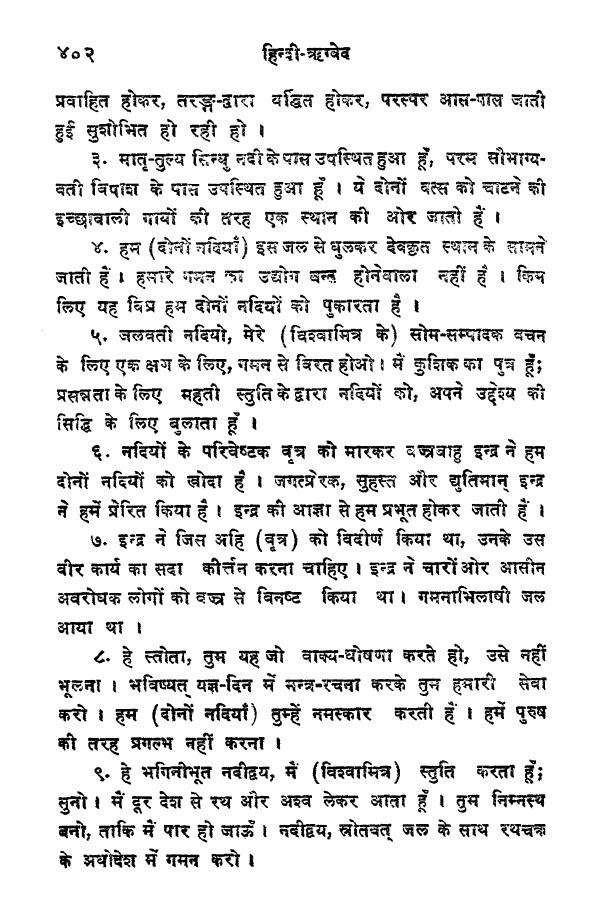 ४०२ हिन्दी-ऋग्वेद
प्रवाहित होकर, तरङ्ग-द्वारा वर्द्धित होकर, परस्पर आस-पास जाती
हुई सुशोभित हो रही हो ।
३. मातृ-तुल्य सिन्धु नदी के पास उपस्थित हुआ हूँ, परम सौभाग्य-
वती विपाश के पास उपस्थित हुआ हूँ । ये दोनों वत्स को चाटने की
इच्छावाली गायों की तरह एक स्थान की ओर जाती हैं ।
४. हम (दोनों नदियाँ) इस जल से धुलकर देवकृत स्थान के सामने
जाती हैं । हमारे गमन का उद्योग बन्द होनेवाला नहीं है । किस
लिए यह विप्र हम दोनों नदियों को पुकारता है ।
५. जलवती नदियो, मेरे (विश्वामित्र के) सोम-सम्पादक वचन
के लिए एक क्षण के लिए, गमन से विरत होओ। मैं कुशिक का पुत्र हूँ;
प्रसन्नता के लिए महती स्तुति के द्वारा नदियों को, अपने उद्देश्य की
सिद्धि के लिए बुलाता हूँ ।
६. नदियों के परिवेष्टक वृत्र को मारकर वज्रबाहु इन्द्र ने हम
दोनों नदियों को खोदा है । जगत्प्रेरक, सुहस्त और द्युतिमान् इन्द्र
ने हमें प्रेरित किया है । इन्द्र की आज्ञा से हम प्रभूत होकर जाती हैं ।
७. इन्द्र ने जिस अहि (वृत्र) को विदीर्ण किया था, उनके उस
वीर कार्य का सदा कीर्त्तन करना चाहिए । इन्द्र ने चारों ओर आसीन
अवरोधक लोगों को वज्र से विनष्ट किया था। गमनाभिलाषी जल
आया था ।
८. हे स्तोता, तुम यह जो वाक्य-घोषणा करते हो, उसे नहीं
भूलना । भविष्यत् यज्ञ-दिन में मन्त्र-रचना करके तुम हमारी सेवा
करो । हम (दोनों नदियाँ) तुम्हें नमस्कार करती हैं । हमें पुरुष
की तरह प्रगल्भ नहीं करना ।
९. हे भगिनीभूत नदीद्वय, मैं (विश्वामित्र) स्तुति करता हूँ;
सुनो । मैं दूर देश से रथ और अश्व लेकर आता हूँ । तुम निम्नस्थ
बनो, ताकि मैं पार हो जाऊँ । नदीद्वय, स्रोतवत् जल के साथ रथचक्र
के अधोदेश में गमन करो ।